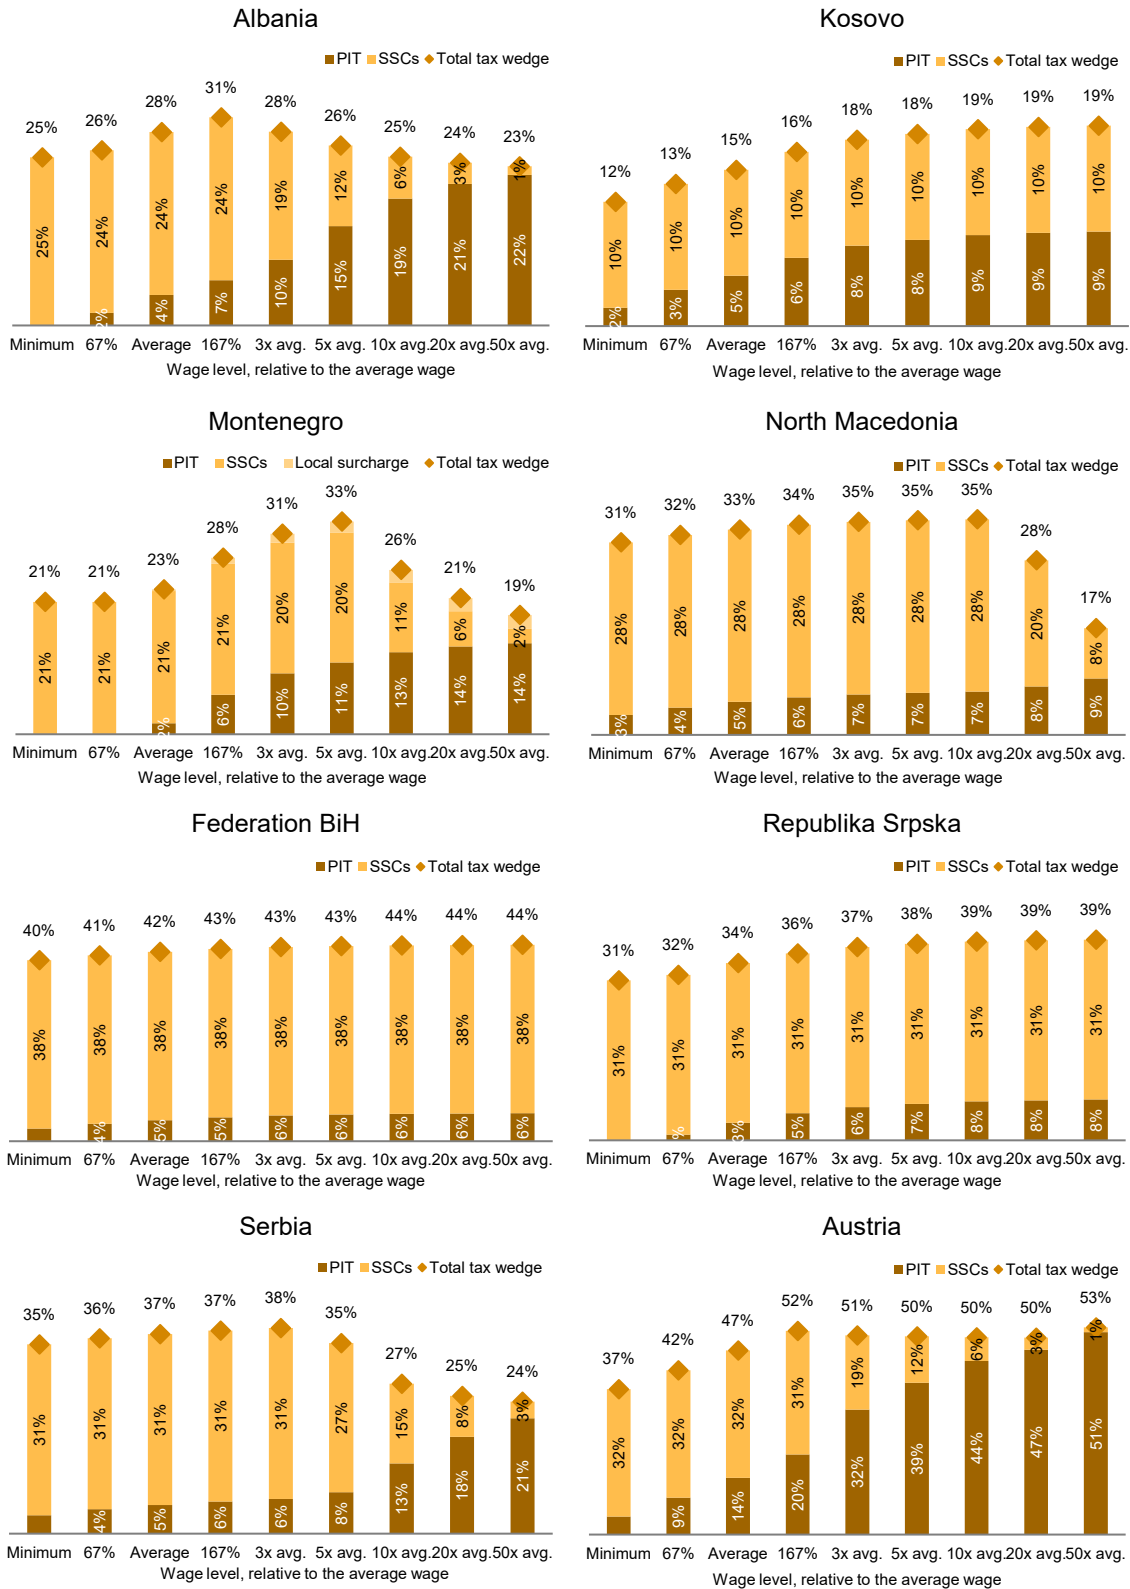 Albania
PIT SSCs Total tax wedge
25% 26% 28% 31% 28% 26% 25% 24% 23%
25% 24% 24% 24% 19% 12% 6% 3% 1%
2% 4% 7% 10% 15% 19% 21% 22%
Minimum 67% Average 167% 3x avg. 5x avg. 10x avg. 20x avg. 50x avg.
Wage level, relative to the average wage
Kosovo
PIT SSCs Total tax wedge
12% 13% 15% 16% 18% 18% 19% 19% 19%
10% 10% 10% 10% 10% 10% 10% 10% 10%
2% 3% 5% 6% 8% 8% 9% 9% 9%
Minimum 67% Average 167% 3x avg. 5x avg. 10x avg. 20x avg. 50x avg.
Wage level, relative to the average wage
Montenegro
PIT SSCs Local surcharge Total tax wedge
21% 21% 23% 28% 31% 33% 26% 21% 19%
21% 21% 21% 21% 20% 20% 11% 6% 2%
2% 6% 10% 11% 13% 14% 14%
Minimum 67% Average 167% 3x avg. 5x avg. 10x avg. 20x avg. 50x avg.
Wage level, relative to the average wage
North Macedonia
PIT SSCs Total tax wedge
31% 32% 33% 34% 35% 35% 35% 28% 17%
28% 28% 28% 28% 28% 28% 28% 20% 8%
3% 4% 5% 6% 7% 7% 7% 8% 9%
Minimum 67% Average 167% 3x avg. 5x avg. 10x avg. 20x avg. 50x avg.
Wage level, relative to the average wage
Federation BiH
PIT SSCs Total tax wedge
40% 41% 42% 43% 43% 43% 44% 44% 44%
38% 38% 38% 38% 38% 38% 38% 38% 38%
4% 5% 5% 6% 6% 6% 6% 6%
Minimum 67% Average 167% 3x avg. 5x avg. 10x avg. 20x avg. 50x avg.
Wage level, relative to the average wage
Republika Srpska
PIT SSCs Total tax wedge
31% 32% 34% 36% 37% 38% 39% 39% 39%
31% 31% 31% 31% 31% 31% 31% 31% 31%
% 3% 5% 6% 7% 8% 8% 8%
Minimum 67% Average 167% 3x avg. 5x avg. 10x avg. 20x avg. 50x avg.
Wage level, relative to the average wage
Serbia
PIT SSCs Total tax wedge
35% 36% 37% 37% 38% 35% 27% 25% 24%
31% 31% 31% 31% 31% 27% 15% 8% 3%
4% 5% 6% 6% 8% 13% 18% 21%
Minimum 67% Average 167% 3x avg. 5x avg. 10x avg. 20x avg. 50x avg.
Wage level, relative to the average wage
Austria
PIT SSCs Total tax wedge
37% 42% 47% 52% 51% 50% 50% 50% 53%
32% 32% 32% 31% 19% 12% 6% 3% 1%
9% 14% 20% 32% 39% 44% 47% 51%
Minimum 67% Average 167% 3x avg. 5x avg. 10x avg. 20x avg. 50x avg.
Wage level, relative to the average wage